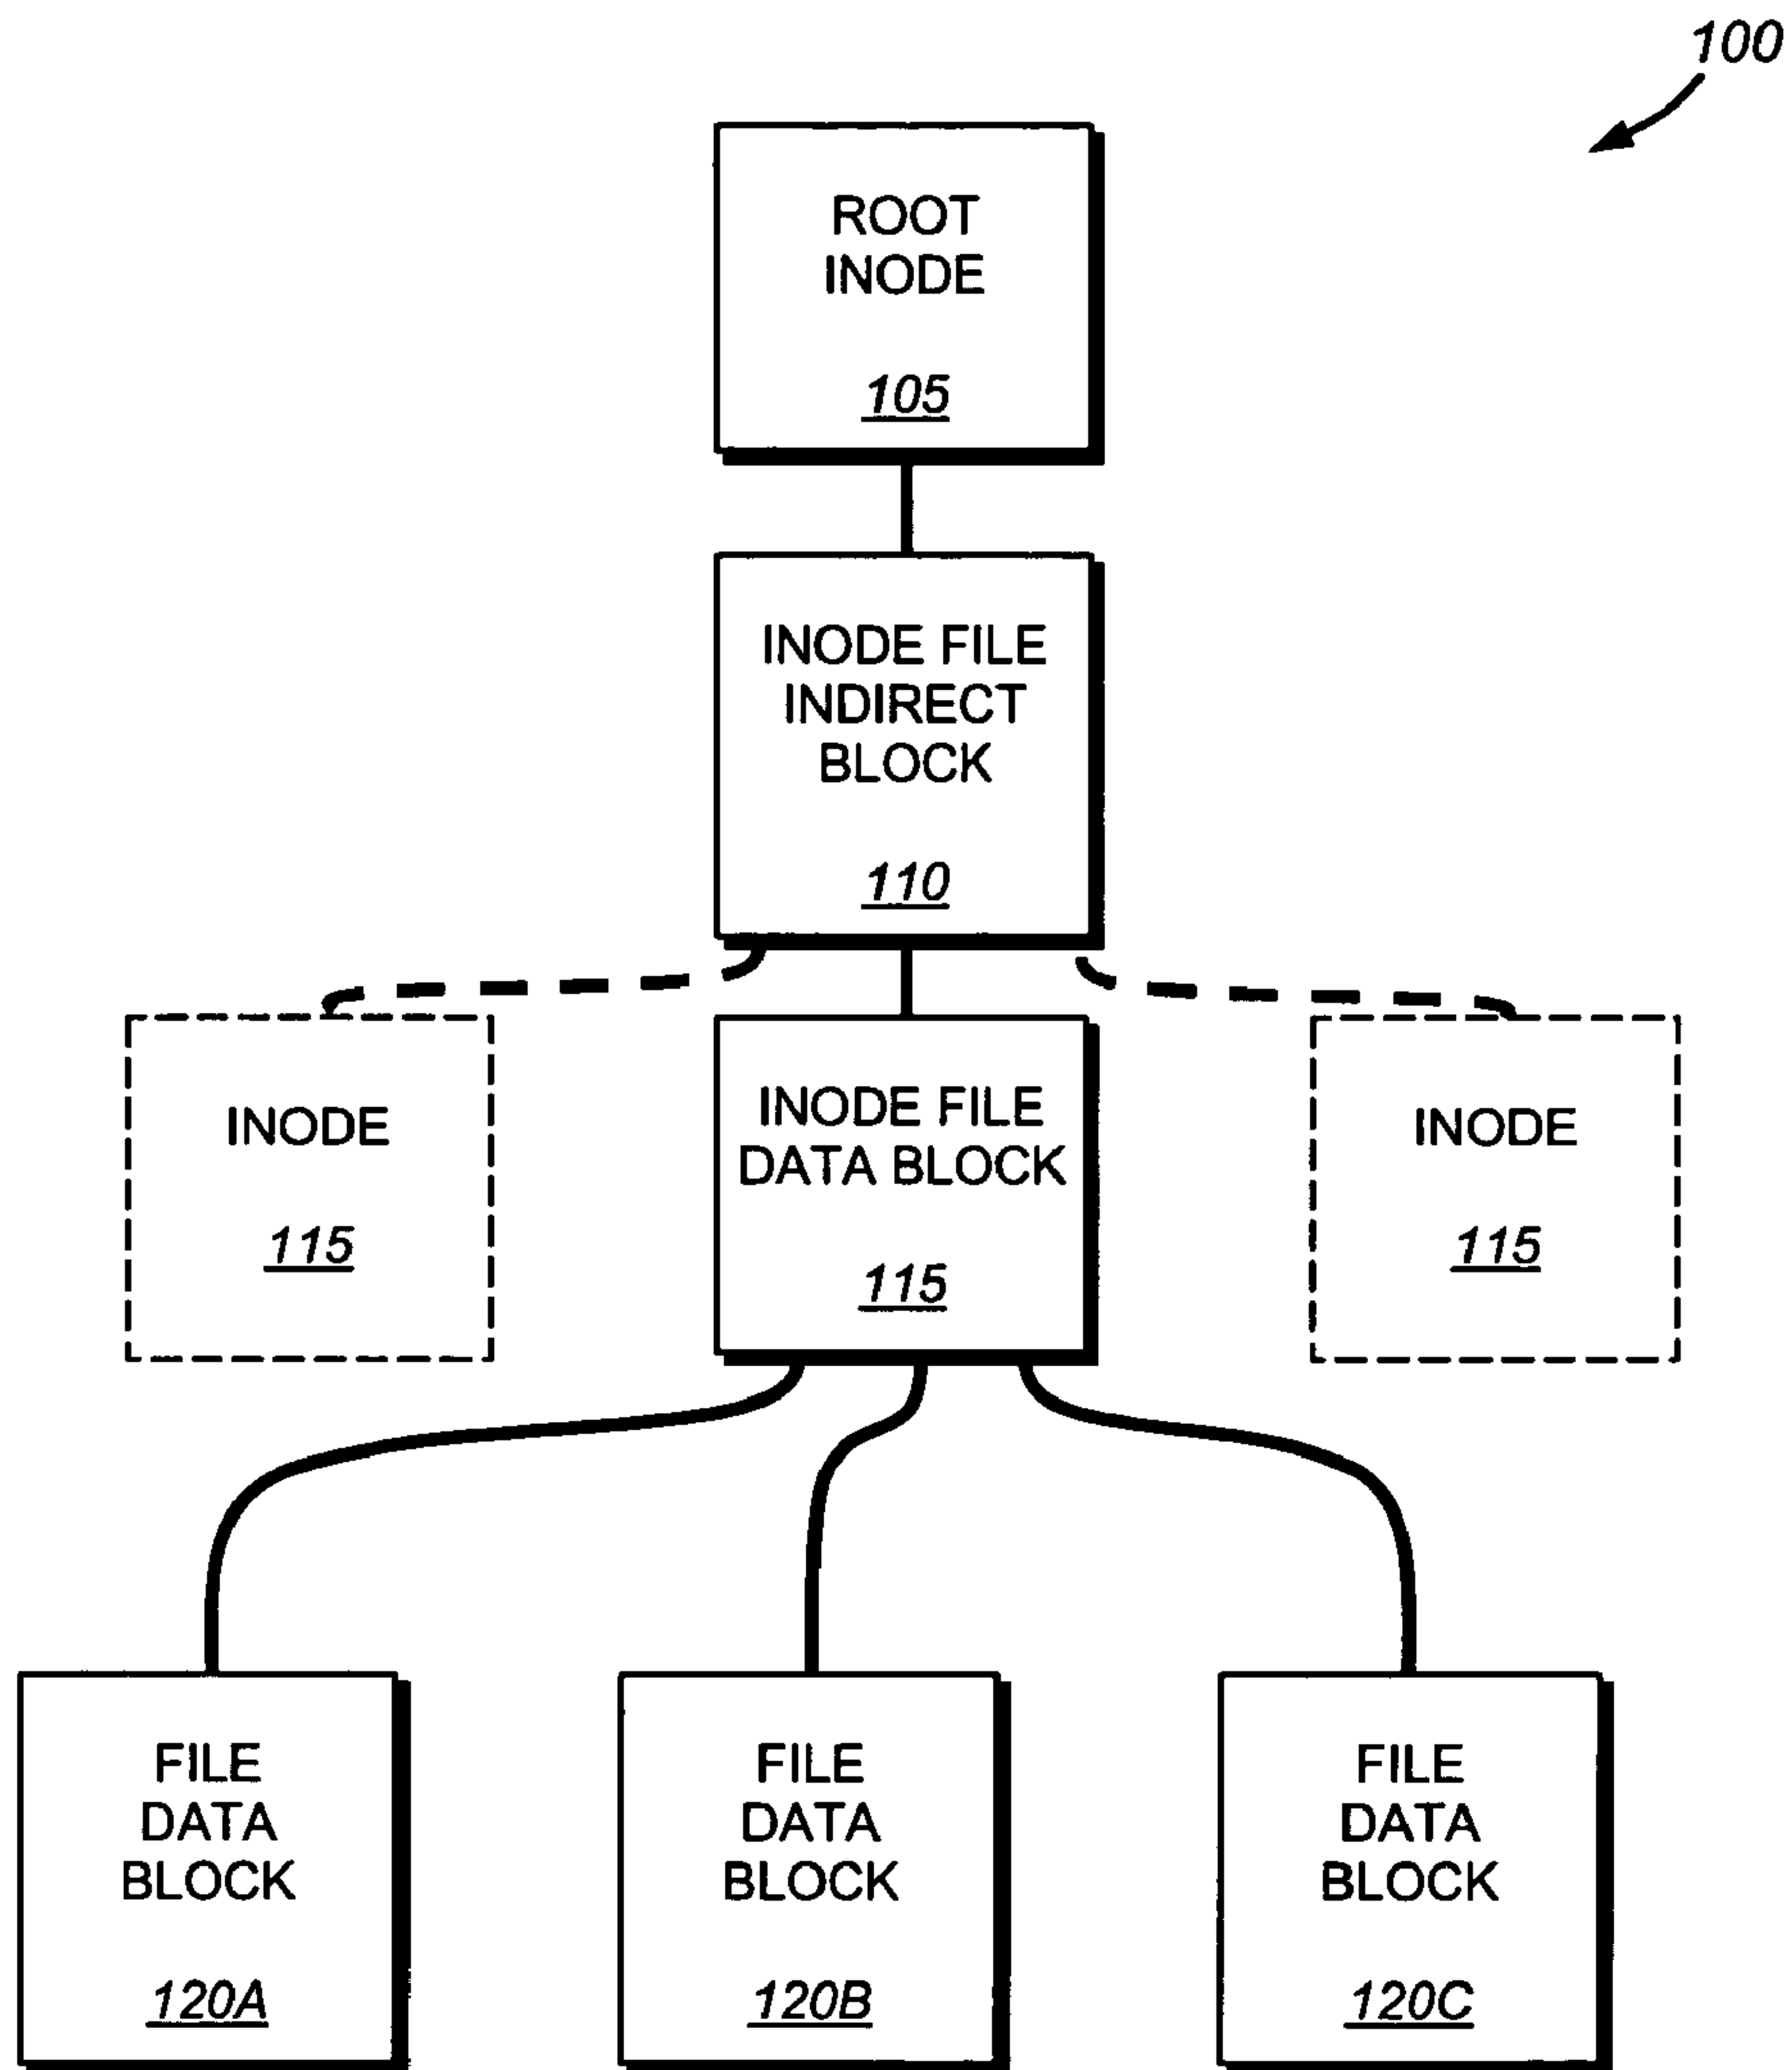 100
ROOT
INODE
105
INODE FILE
INDIRECT
BLOCK
110
INODE
115
INODE FILE
DATA BLOCK
115
INODE
115
FILE
DATA
BLOCK
120A
FILE
DATA
BLOCK
120B
FILE
DATA
BLOCK
120C